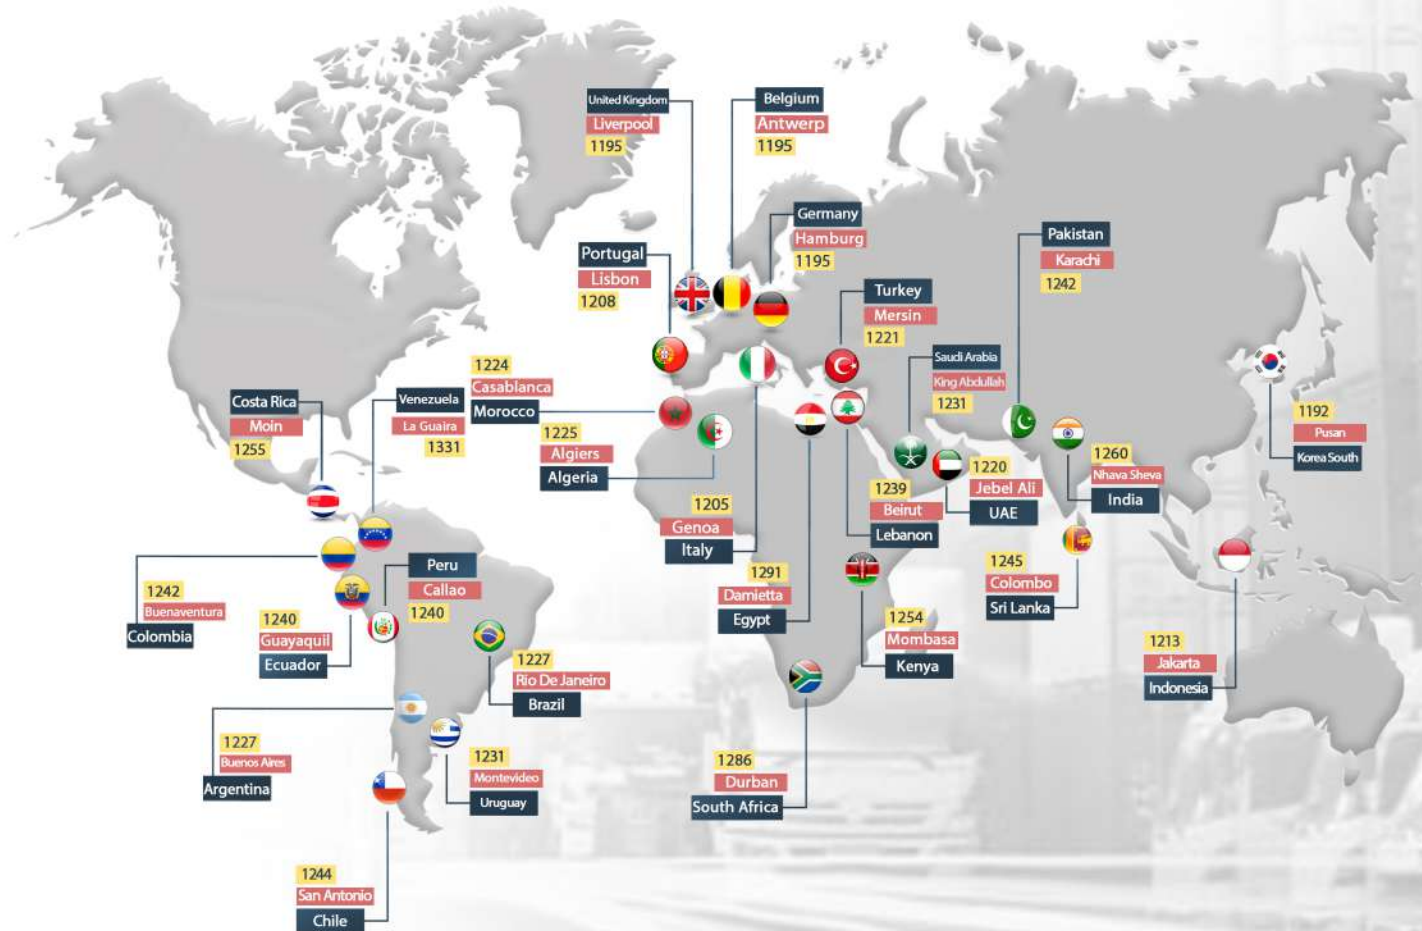 United Kingdom
Liverpool
1195
Belgium
Antwerp
1195
Germany
Hamburg
1195
Portugal
Lisbon
1208
Pakistan
Karachi
1242
Turkey
Mersin
1221
Saudi Arabia
King Abdullah
1231
1224
Casablanca
Morocco
Costa Rica
Moin
1255
Venezuela
La Guaira
1331
1225
Algiers
Algeria
1192
Pusan
Korea South
1205
Genoa
Italy
1239
Beirut
Lebanon
1220
Jebel Ali
UAE
1260
Nhava Sheva
India
1242
Buenaventura
Colombia
1240
Guayaquil
Ecuador
Peru
Callao
1240
1291
Damietta
Egypt
1254
Mombasa
Kenya
1245
Colombo
Sri Lanka
1213
Jakarta
Indonesia
1227
Rio De Janeiro
Brazil
1227
Buenos Aires
Argentina
1231
Montevideo
Uruguay
1286
Durban
South Africa
1244
San Antonio
Chile